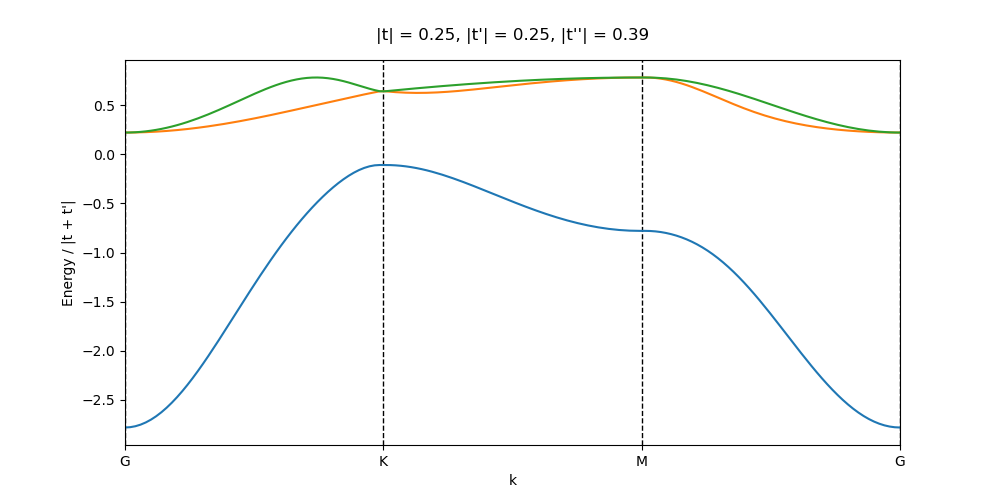 |t| = 0.25, |t'| = 0.25, |t''| = 0.39
Energy / |t + t'|
0.5
0.0
−0.5
−1.0
−1.5
−2.0
−2.5
G K M G
k